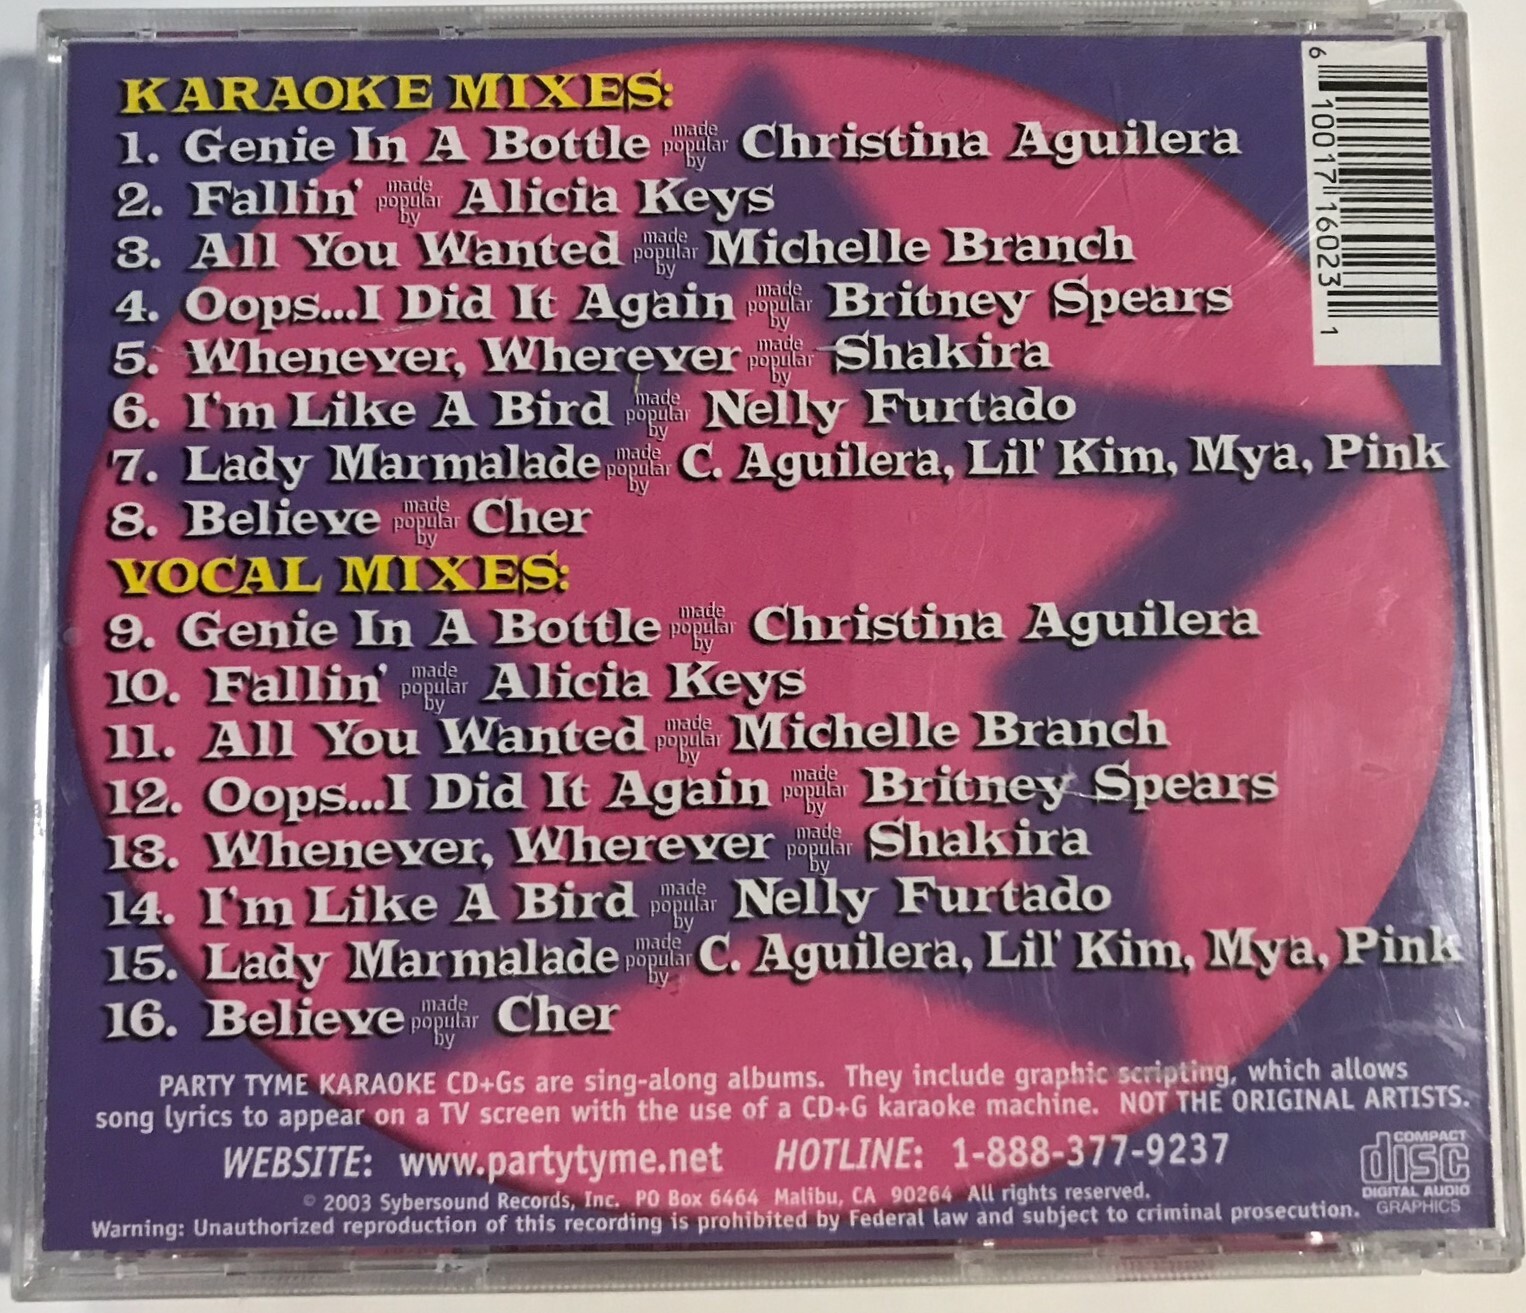 KARAOKE MIXES:
1. Genie In A Bottle made popular by Christina Aguilera
2. Fallin' made popular by Alicia Keys
3. All You Wanted made popular by Michelle Branch
4. Oops...I Did It Again made popular by Britney Spears
5. Whenever, Wherever made popular by Shakira
6. I'm Like A Bird made popular by Nelly Furtado
7. Lady Marmalade made popular by C. Aguilera, Lil' Kim, Mya, Pink
8. Believe made popular by Cher
VOCAL MIXES:
9. Genie In A Bottle made popular by Christina Aguilera
10. Fallin' made popular by Alicia Keys
11. All You Wanted made popular by Michelle Branch
12. Oops...I Did It Again made popular by Britney Spears
13. Whenever, Wherever made popular by Shakira
14. I'm Like A Bird made popular by Nelly Furtado
15. Lady Marmalade made popular by C. Aguilera, Lil' Kim, Mya, Pink
16. Believe made popular by Cher
PARTY TYME KARAOKE CD+Gs are sing-along albums. They include graphic scripting, which allows
song lyrics to appear on a TV screen with the use of a CD+G karaoke machine. NOT THE ORIGINAL ARTISTS.
WEBSITE: www.partytyme.net HOTLINE: 1-888-377-9237
© 2003 Sybersound Records, Inc. PO Box 6464 Malibu, CA 90264 All rights reserved.
Warning: Unauthorized reproduction of this recording is prohibited by Federal law and subject to criminal prosecution.
COMPACT
disc
DIGITAL AUDIO
GRAPHICS
6 10017 16023 1